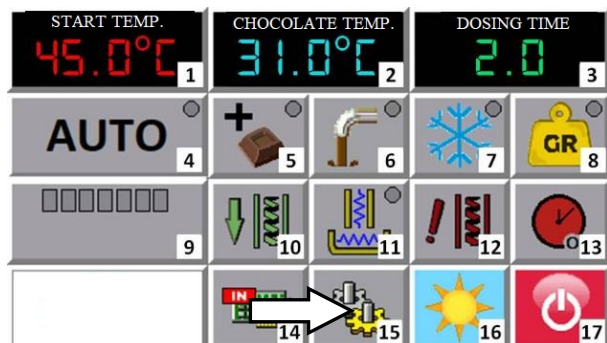 START TEMP.
CHOCOLATE TEMP.
DOSING TIME
45.0°C
1
31.0°C
2
2.0
3
AUTO
4
+
5
6
7
GR
8
9
10
11
!
12
13
IN
14
15
16
17